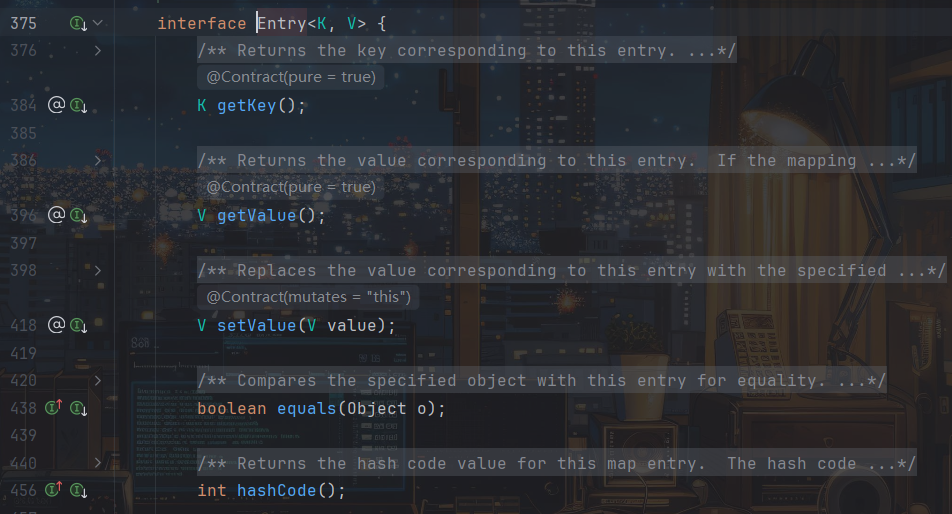 375 interface Entry<K, V> {
376 /** Returns the key corresponding to this entry. ...*/
@Contract(pure = true)
384 K getKey();
385
386 /** Returns the value corresponding to this entry.  If the mapping ...*/
@Contract(pure = true)
396 V getValue();
397
398 /** Replaces the value corresponding to this entry with the specified ...*/
@Contract(mutates = "this")
418 V setValue(V value);
419
420 /** Compares the specified object with this entry for equality. ...*/
438 boolean equals(Object o);
439
440 /** Returns the hash code value for this map entry.  The hash code ...*/
456 int hashCode();
457